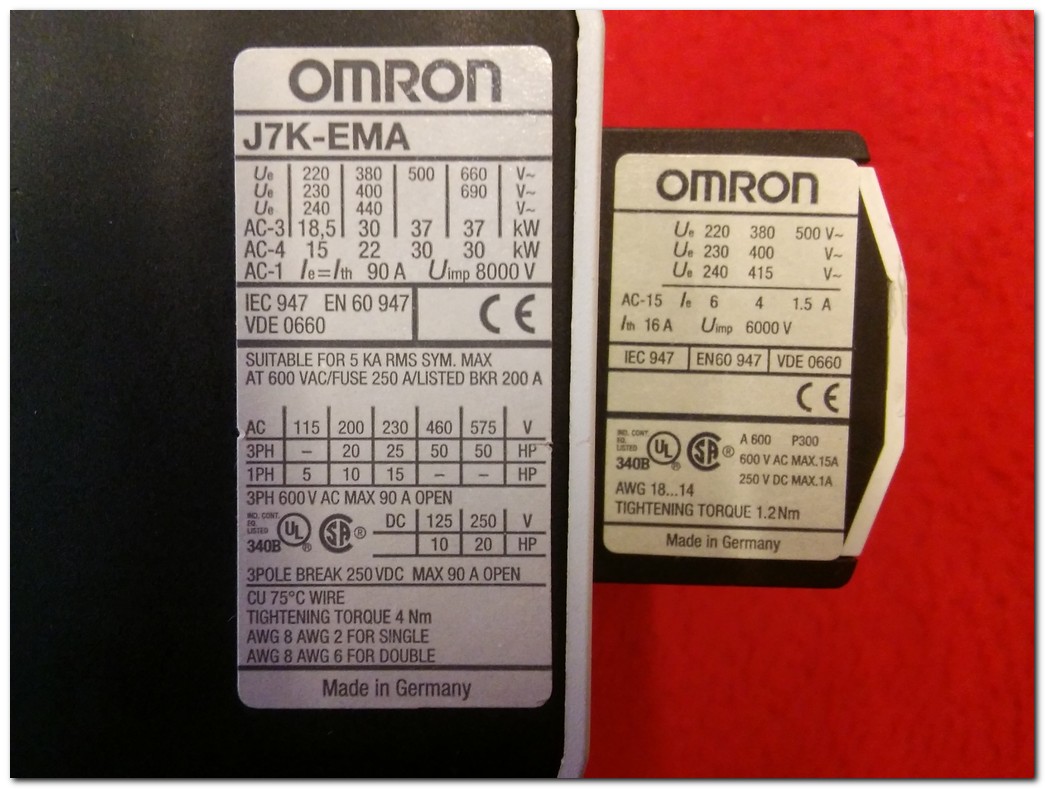 OMRON
J7K-EMA
Ue 220 380 500 660 V~
Ue 230 400 690 V~
Ue 240 440 V~
AC-3 18,5 30 37 37 kW
AC-4 15 22 30 30 kW
AC-1 Ie=Ith 90 A Uimp 8000 V
IEC 947 EN 60 947
VDE 0660
CE
SUITABLE FOR 5 KA RMS SYM. MAX
AT 600 VAC/FUSE 250 A/LISTED BKR 200 A
AC 115 200 230 460 575 V
3PH – 20 25 50 50 HP
1PH 5 10 15 – – HP
3PH 600 V AC MAX 90 A OPEN
IND. CONT.
EQ.
LISTED
340B
UL ®
SA ®
DC 125 250 V
10 20 HP
3POLE BREAK 250 VDC MAX 90 A OPEN
CU 75°C WIRE
TIGHTENING TORQUE 4 Nm
AWG 8 AWG 2 FOR SINGLE
AWG 8 AWG 6 FOR DOUBLE
Made in Germany
OMRON
Ue 220 380 500 V~
Ue 230 400 V~
Ue 240 415 V~
AC-15 Ie 6 4 1.5 A
Ith 16 A Uimp 6000 V
IEC 947 EN60 947 VDE 0660
CE
IND. CONT.
EQ.
LISTED
340B
UL ®
SA ®
A 600 P300
600 V AC MAX.15A
250 V DC MAX.1A
AWG 18...14
TIGHTENING TORQUE 1.2Nm
Made in Germany